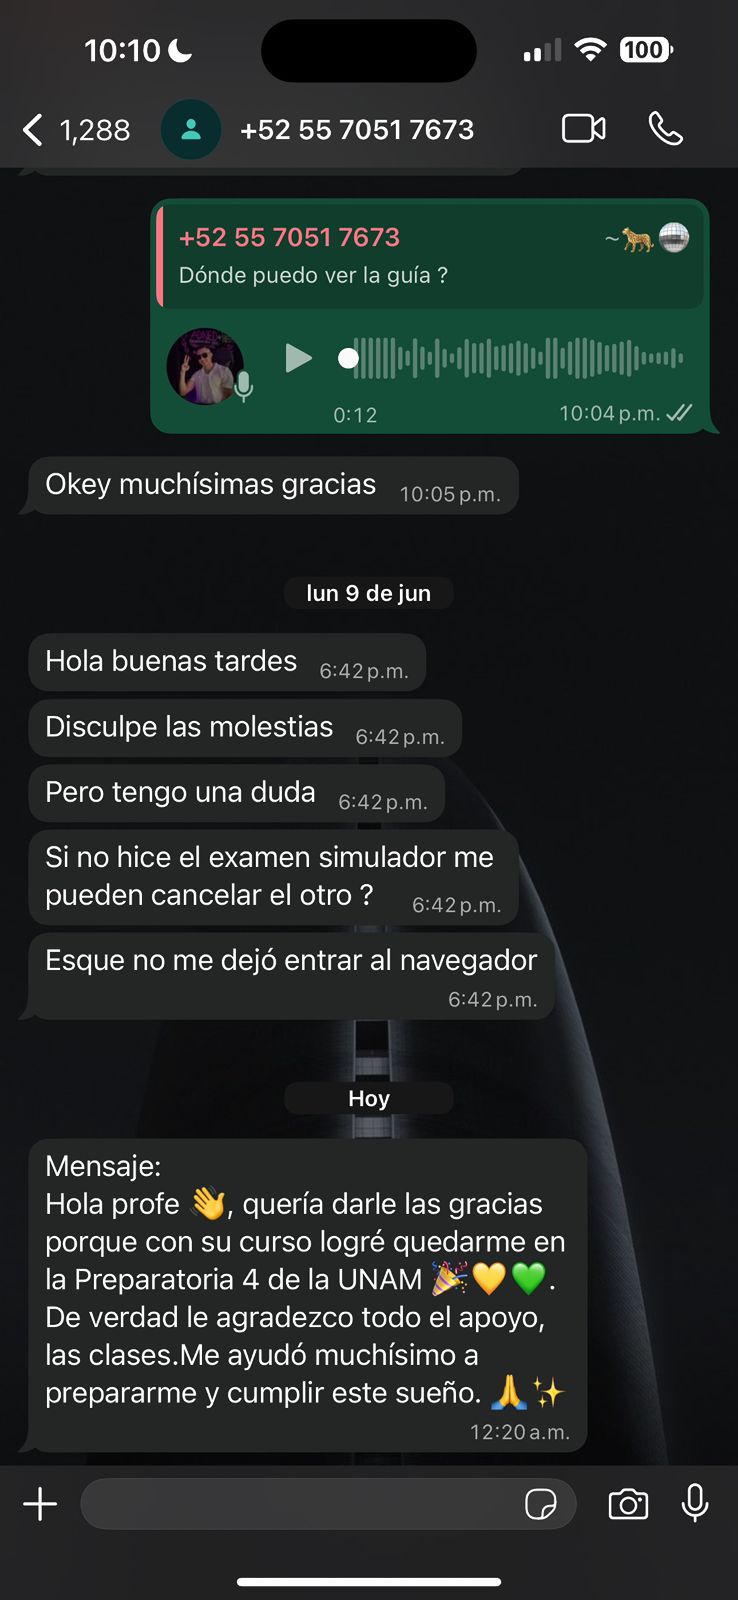 10:10
100
1,288
+52 55 7051 7673
+52 55 7051 7673
~🐆🪩
Dónde puedo ver la guía ?
0:12
10:04 p.m.
Okey muchísimas gracias
10:05 p.m.
lun 9 de jun
Hola buenas tardes
6:42 p.m.
Disculpe las molestias
6:42 p.m.
Pero tengo una duda
6:42 p.m.
Si no hice el examen simulador me
pueden cancelar el otro ?
6:42 p.m.
Esque no me dejó entrar al navegador
6:42 p.m.
Hoy
Mensaje:
Hola profe 👋, quería darle las gracias
porque con su curso logré quedarme en
la Preparatoria 4 de la UNAM 🎉💛💚.
De verdad le agradezco todo el apoyo,
las clases.Me ayudó muchísimo a
prepararme y cumplir este sueño. 🙏✨
12:20 a.m.